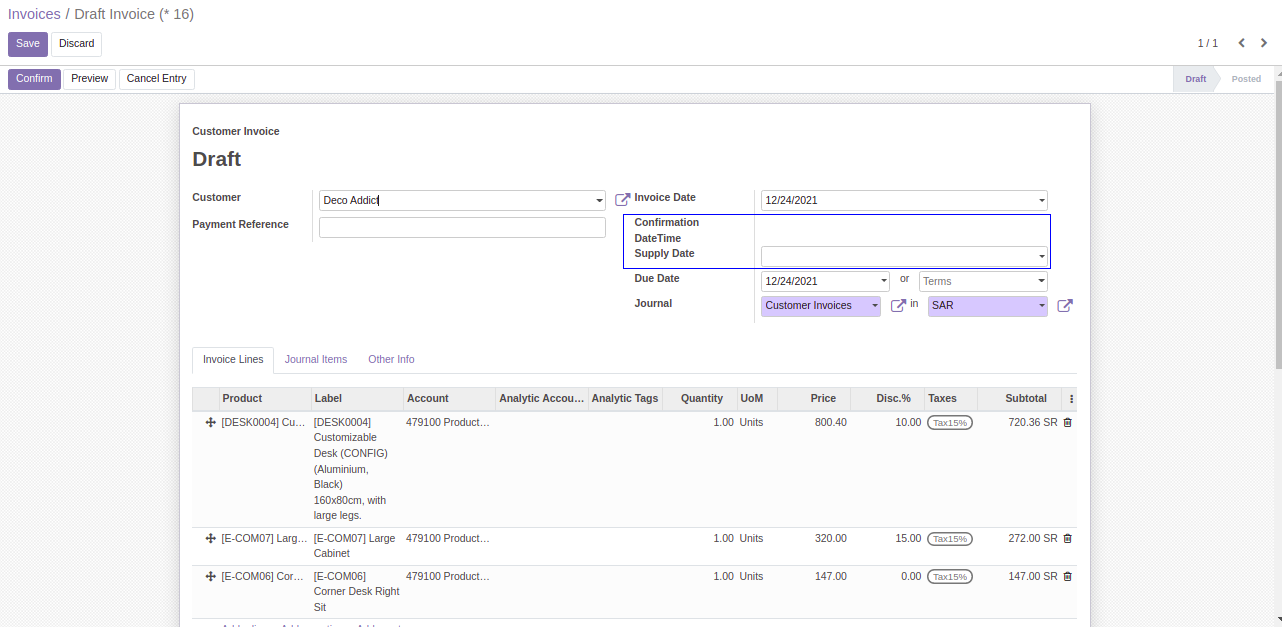 Invoices / Draft Invoice (* 16)
Save Discard 1 / 1
Confirm Preview Cancel Entry Draft Posted
Customer Invoice
Draft
Customer Deco Addict Invoice Date 12/24/2021
Payment Reference Confirmation
DateTime
Supply Date
Due Date 12/24/2021 or Terms
Journal Customer Invoices in SAR
Invoice Lines Journal Items Other Info
Product Label Account Analytic Accou... Analytic Tags Quantity UoM Price Disc.% Taxes Subtotal
[DESK0004] Cu... [DESK0004] 479100 Product... 1.00 Units 800.40 10.00 Tax15% 720.36 SR
Customizable
Desk (CONFIG)
(Aluminium,
Black)
160x80cm, with
large legs.
[E-COM07] Larg... [E-COM07] Large 479100 Product... 1.00 Units 320.00 15.00 Tax15% 272.00 SR
Cabinet
[E-COM06] Cor... [E-COM06] 479100 Product... 1.00 Units 147.00 0.00 Tax15% 147.00 SR
Corner Desk Right
Sit